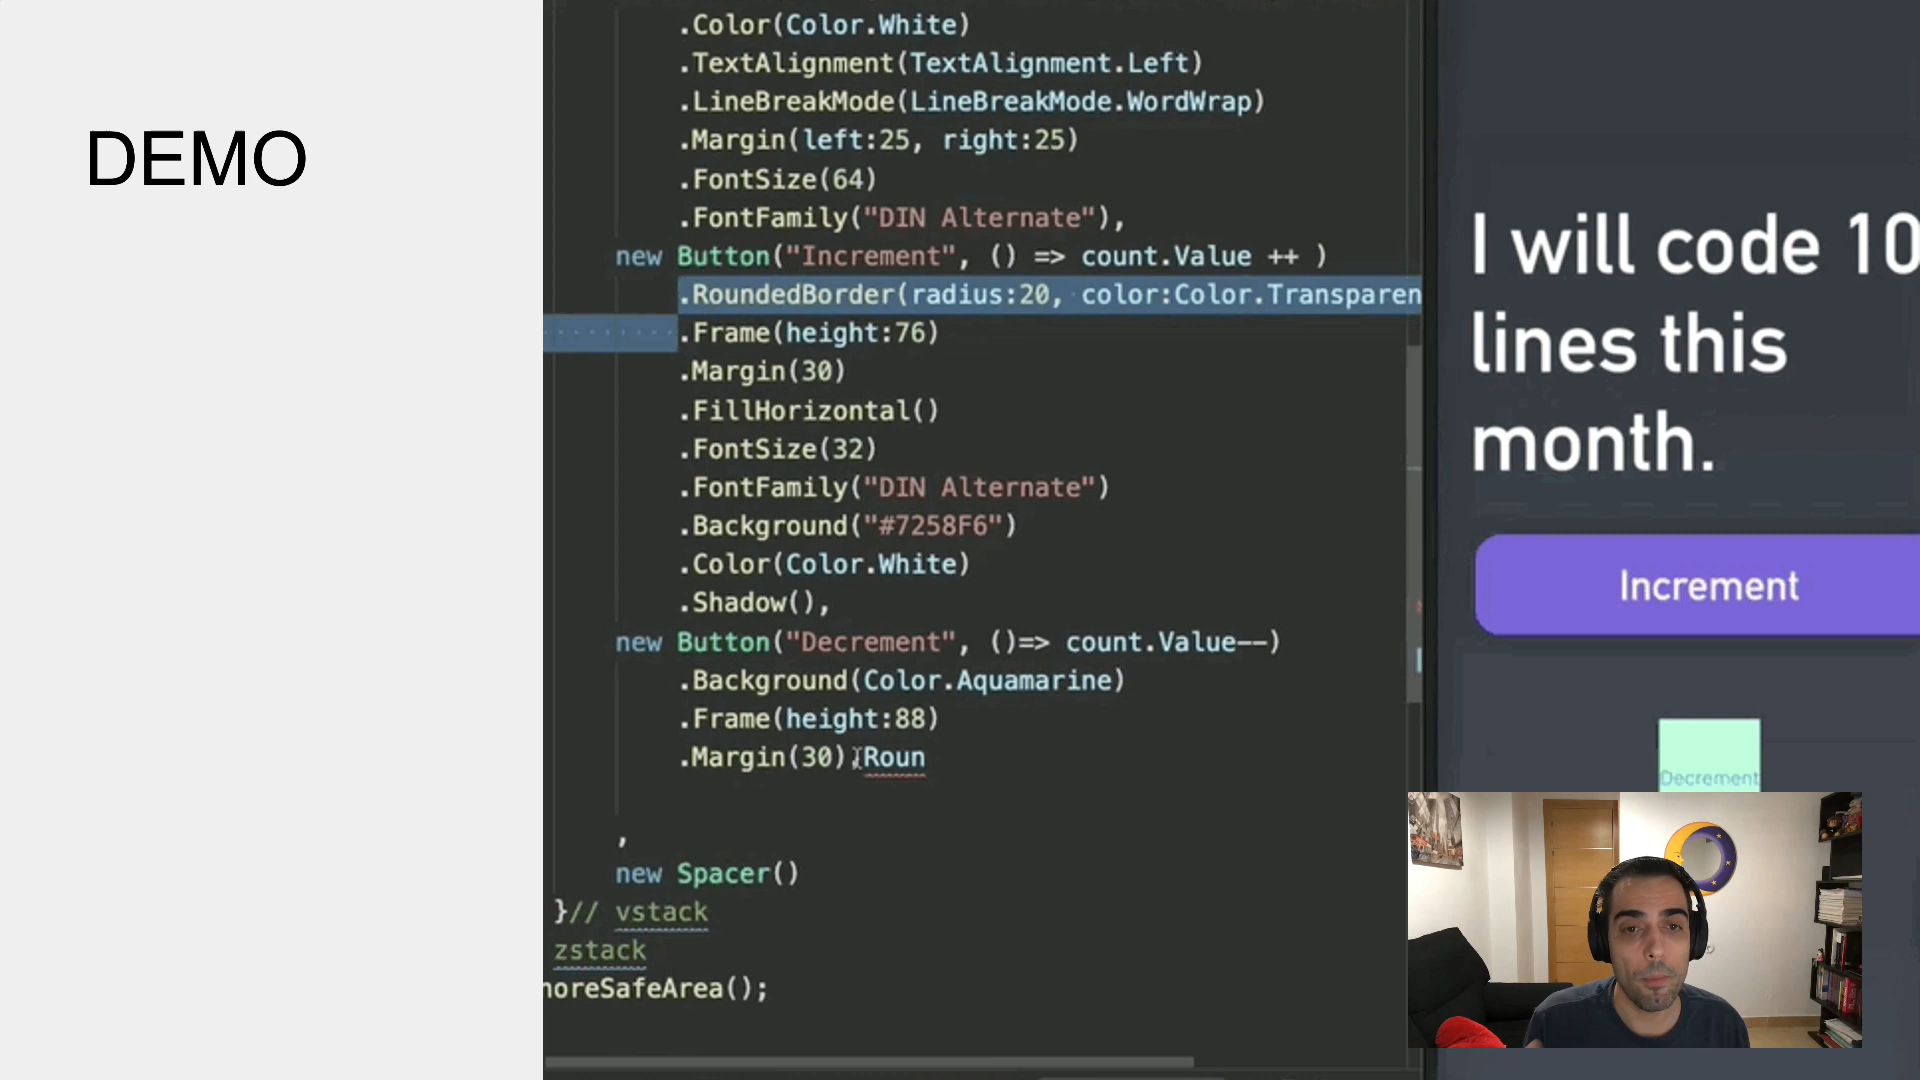 DEMO
.Color(Color.White)
.TextAlignment(TextAlignment.Left)
.LineBreakMode(LineBreakMode.WordWrap)
.Margin(left:25, right:25)
.FontSize(64)
.FontFamily("DIN Alternate"),
new Button("Increment", () => count.Value ++ )
.RoundedBorder(radius:20, color:Color.Transparen
.Frame(height:76)
.Margin(30)
.FillHorizontal()
.FontSize(32)
.FontFamily("DIN Alternate")
.Background("#7258F6")
.Color(Color.White)
.Shadow(),
new Button("Decrement", ()=> count.Value--)
.Background(Color.Aquamarine)
.Frame(height:88)
.Margin(30).Roun
,
new Spacer()
}// vstack
zstack
noreSafeArea();
I will code 10
lines this
month.
Increment
Decrement